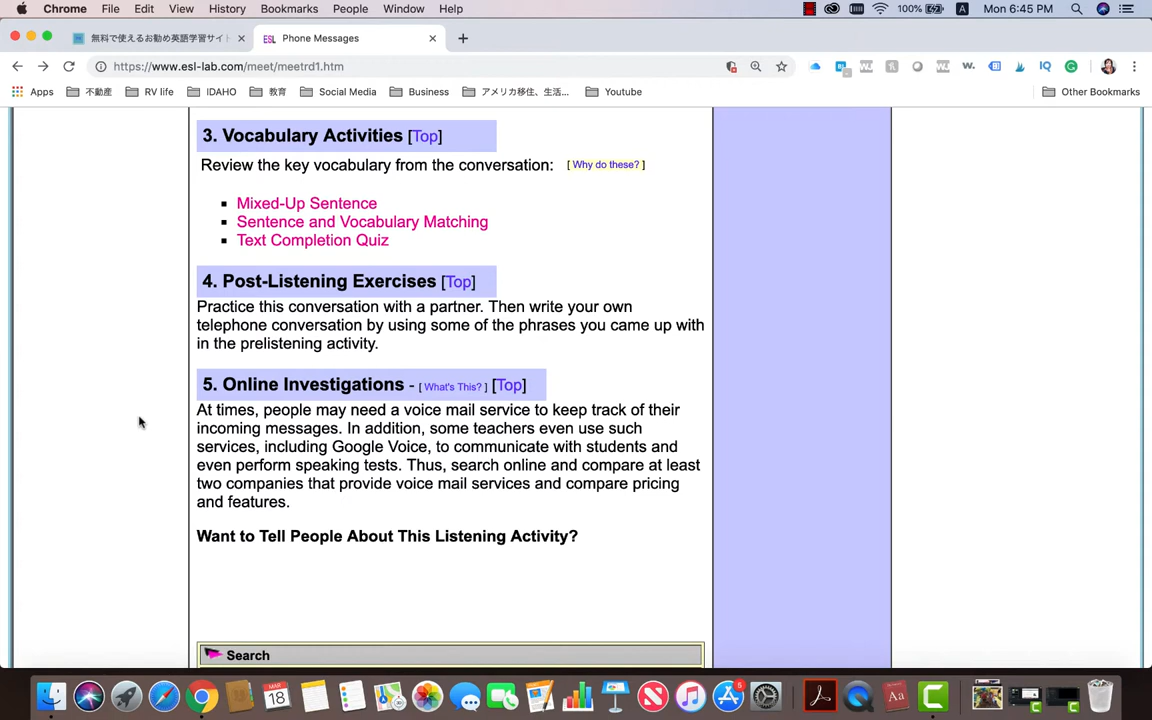 Chrome File Edit View History Bookmarks People Window Help 100% A Mon 6:45 PM
無料で使えるお勧め英語学習サイト
ESL Phone Messages
https://www.esl-lab.com/meet/meetrd1.htm
Apps 不動産 RV life IDAHO 教育 Social Media Business アメリカ移住、生活... Youtube Other Bookmarks
3. Vocabulary Activities [Top]
Review the key vocabulary from the conversation: [ Why do these? ]
Mixed-Up Sentence
Sentence and Vocabulary Matching
Text Completion Quiz
4. Post-Listening Exercises [Top]
Practice this conversation with a partner. Then write your own
telephone conversation by using some of the phrases you came up with
in the prelistening activity.
5. Online Investigations - [ What's This? ] [Top]
At times, people may need a voice mail service to keep track of their
incoming messages. In addition, some teachers even use such
services, including Google Voice, to communicate with students and
even perform speaking tests. Thus, search online and compare at least
two companies that provide voice mail services and compare pricing
and features.
Want to Tell People About This Listening Activity?
Search